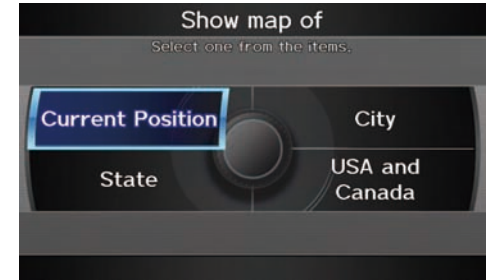 Show map of
Select one from the items.
Current Position
City
State
USA and
Canada